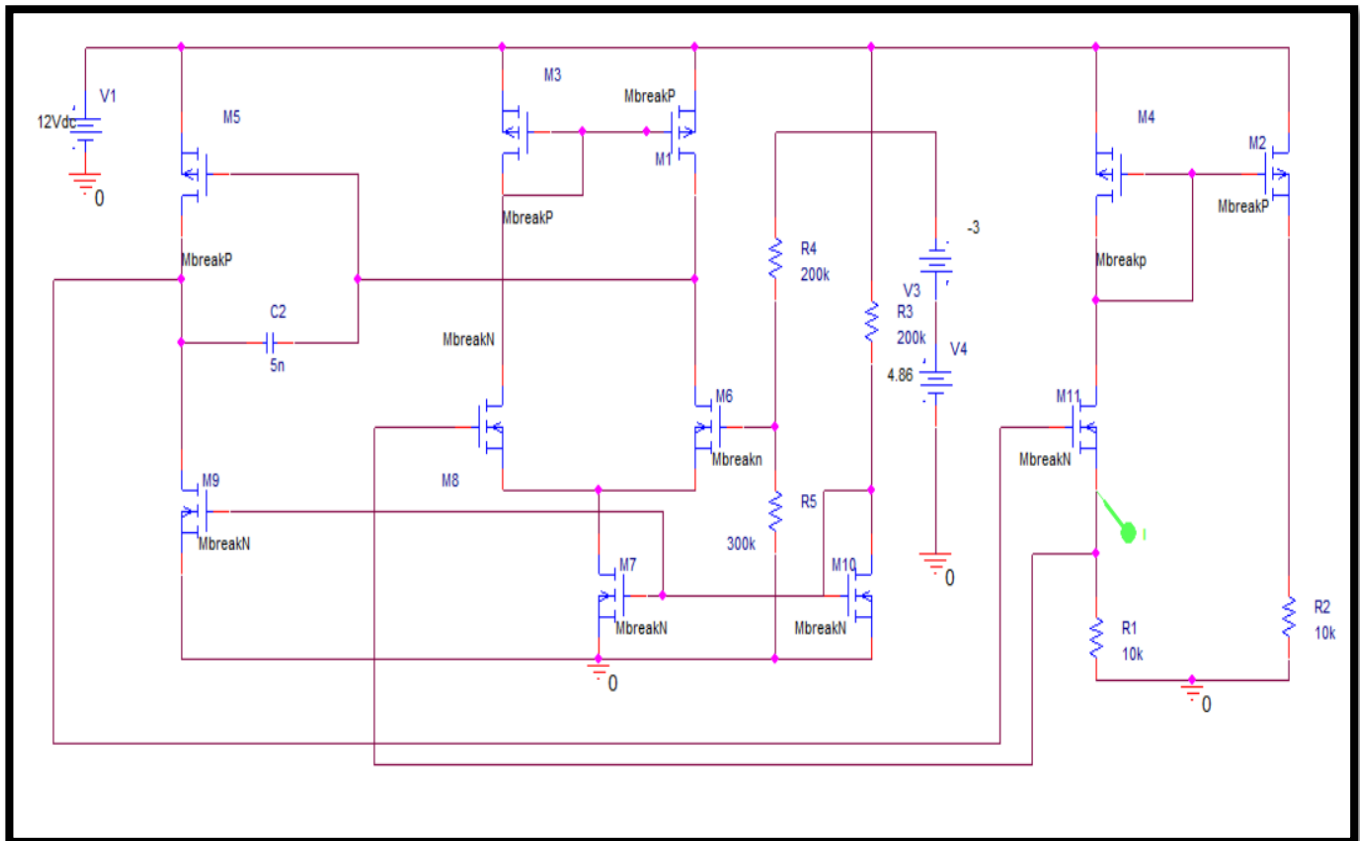 V1
12Vdc
0
M5
MbreakP
C2
5n
M9
MbreakN
M3
MbreakP
MbreakP
M1
MbreakN
M8
M6
Mbreakn
M7
MbreakN
0
R4
200k
R5
300k
-3
V3
R3
200k
V4
4.86
0
M10
MbreakN
M4
Mbreakp
M2
MbreakP
M11
MbreakN
I
R1
10k
R2
10k
0